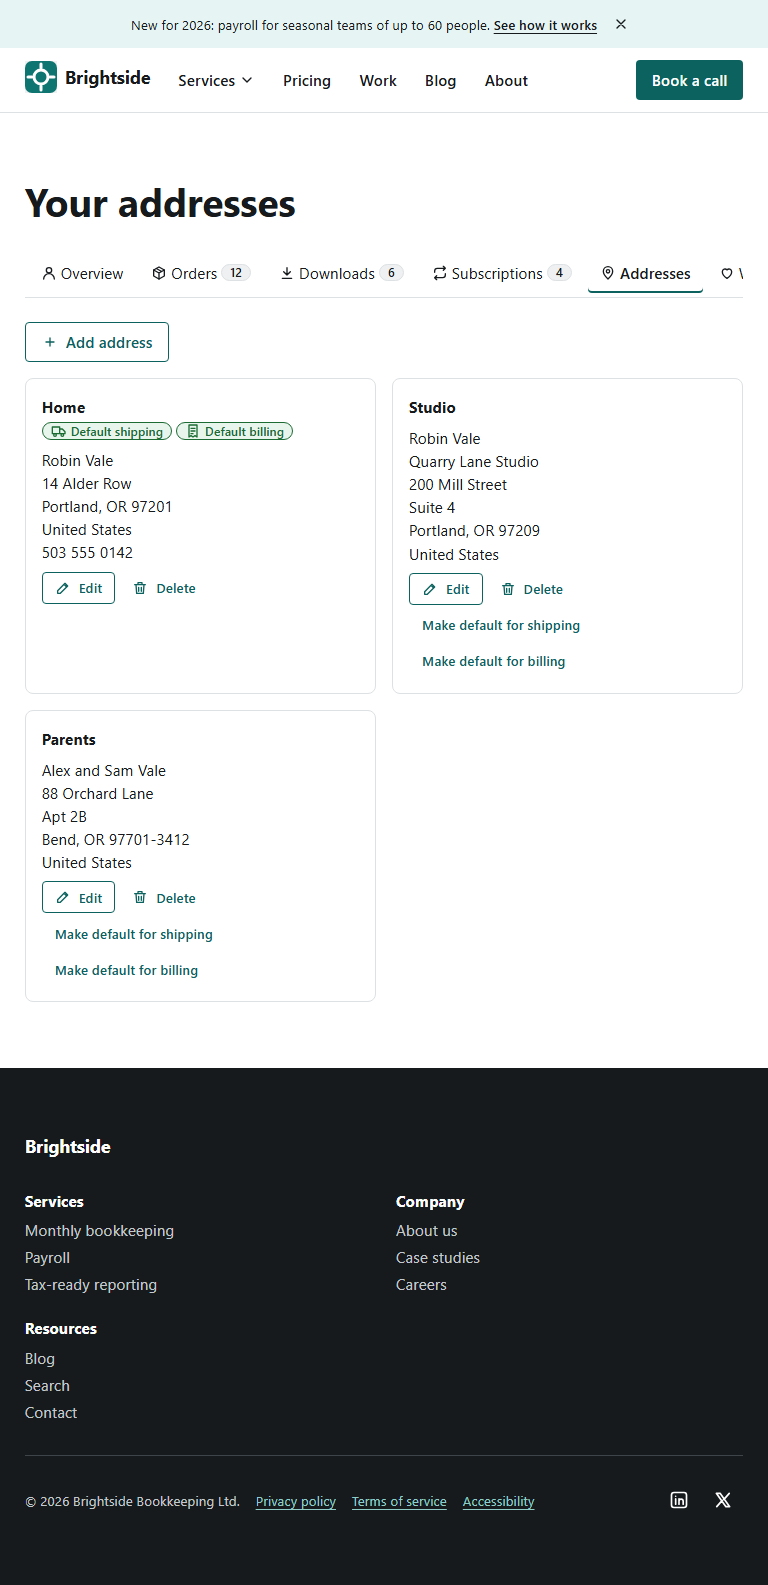 New for 2026: payroll for seasonal teams of up to 60 people. See how it works
Brightside Services Pricing Work Blog About Book a call
Your addresses
Overview Orders 12 Downloads 6 Subscriptions 4 Addresses
Add address
Home
Default shipping Default billing
Robin Vale
14 Alder Row
Portland, OR 97201
United States
503 555 0142
Edit Delete
Studio
Robin Vale
Quarry Lane Studio
200 Mill Street
Suite 4
Portland, OR 97209
United States
Edit Delete
Make default for shipping
Make default for billing
Parents
Alex and Sam Vale
88 Orchard Lane
Apt 2B
Bend, OR 97701-3412
United States
Edit Delete
Make default for shipping
Make default for billing
Brightside
Services
Monthly bookkeeping
Payroll
Tax-ready reporting
Company
About us
Case studies
Careers
Resources
Blog
Search
Contact
© 2026 Brightside Bookkeeping Ltd. Privacy policy Terms of service Accessibility